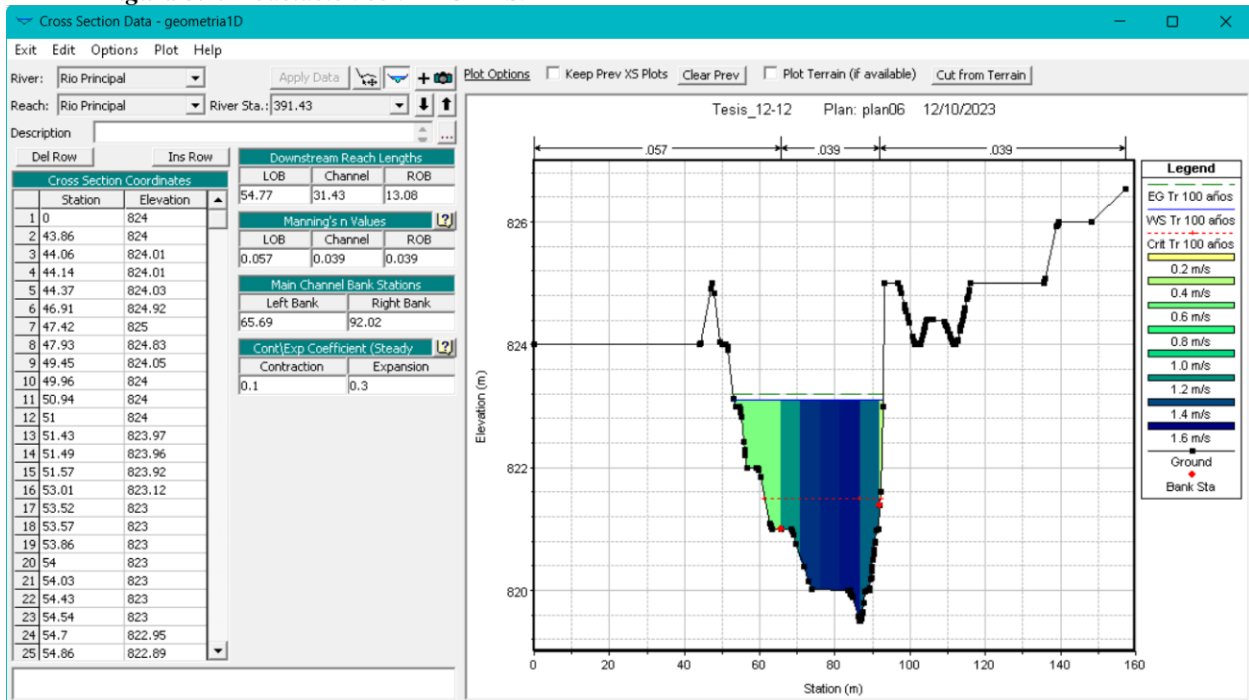 Cross Section Data - geometria1D
Exit Edit Options Plot Help
River: Rio Principal Apply Data
Plot Options Keep Prev XS Plots Clear Prev Plot Terrain (if available) Cut from Terrain
Reach: Rio Principal River Sta.: 391.43
Description ...
Del Row Ins Row
Cross Section Coordinates
Station Elevation
1 0 824
2 43.86 824
3 44.06 824.01
4 44.14 824.01
5 44.37 824.03
6 46.91 824.92
7 47.42 825
8 47.93 824.83
9 49.45 824.05
10 49.96 824
11 50.94 824
12 51 824
13 51.43 823.97
14 51.49 823.96
15 51.57 823.92
16 53.01 823.12
17 53.52 823
18 53.57 823
19 53.86 823
20 54 823
21 54.03 823
22 54.43 823
23 54.54 823
24 54.7 822.95
25 54.86 822.89
Downstream Reach Lengths
LOB Channel ROB
54.77 31.43 13.08
Manning's n Values
LOB Channel ROB
0.057 0.039 0.039
Main Channel Bank Stations
Left Bank Right Bank
65.69 92.02
Cont\Exp Coefficient (Steady
Contraction Expansion
0.1 0.3
Tesis_12-12 Plan: plan06 12/10/2023
.057 .039 .039
Elevation (m)
826
824
822
820
0 20 40 60 80 100 120 140 160
Station (m)
Legend
EG Tr 100 años
WS Tr 100 años
Crit Tr 100 años
0.2 m/s
0.4 m/s
0.6 m/s
0.8 m/s
1.0 m/s
1.2 m/s
1.4 m/s
1.6 m/s
Ground
Bank Sta